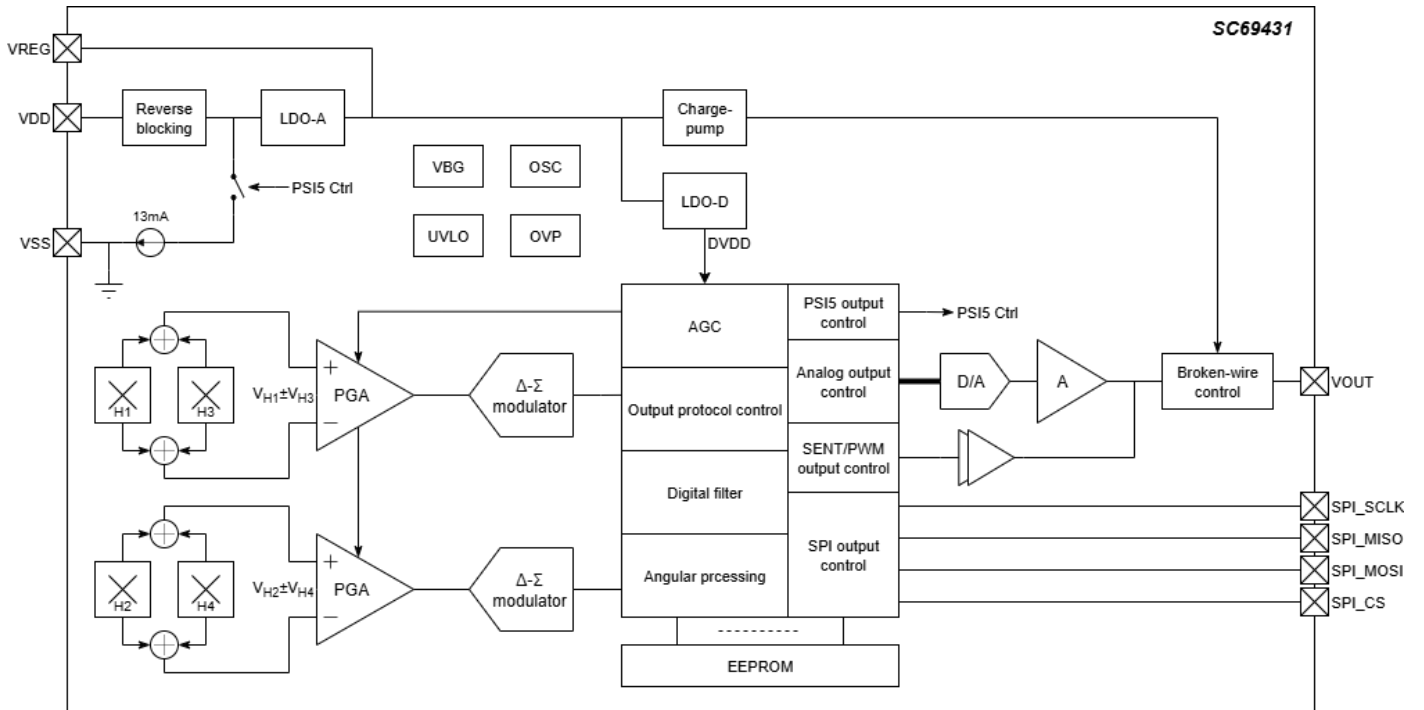 SC69431
VREG
VDD
Reverse
blocking
LDO-A
Charge-
pump
VBG
OSC
PSI5 Ctrl
LDO-D
13mA
VSS
UVLO
OVP
DVDD
AGC
PSI5 output
control
PSI5 Ctrl
H1
H3
VH1±VH3
+
PGA
−
Δ-Σ
modulator
Output protocol control
Analog output
control
D/A
A
Broken-wire
control
VOUT
SENT/PWM
output control
Digital filter
SPI output
control
SPI_SCLK
SPI_MISO
SPI_MOSI
SPI_CS
H2
H4
VH2±VH4
+
PGA
−
Δ-Σ
modulator
Angular prcessing
EEPROM